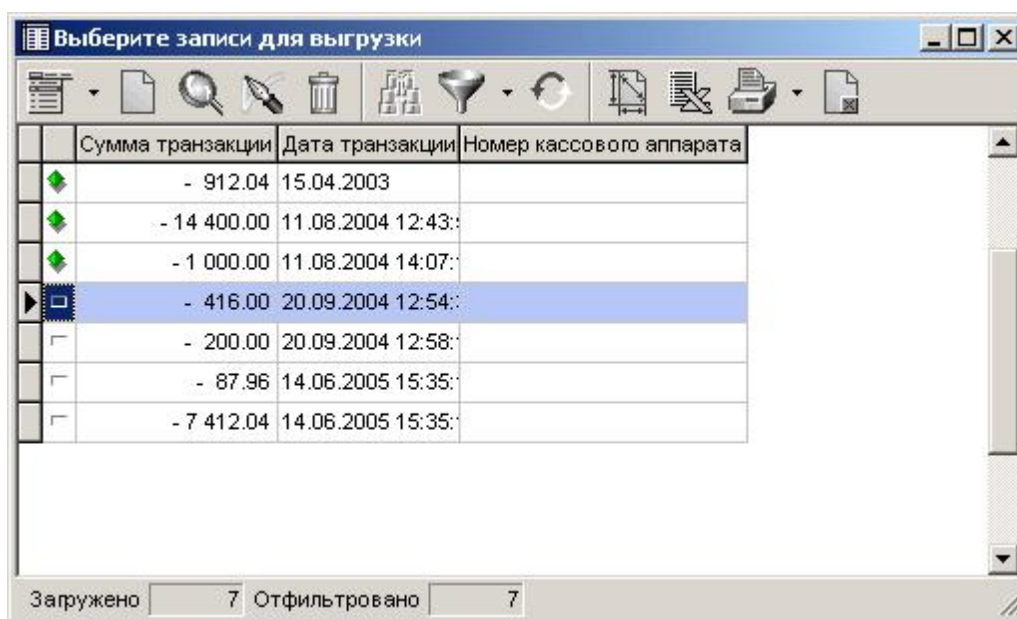 Выберите записи для выгрузки
Сумма транзакции Дата транзакции Номер кассового аппарата
- 912.04 15.04.2003
- 14 400.00 11.08.2004 12:43:
- 1 000.00 11.08.2004 14:07:
- 416.00 20.09.2004 12:54:
- 200.00 20.09.2004 12:58:
- 87.96 14.06.2005 15:35:
- 7 412.04 14.06.2005 15:35:
Загружено 7 Отфильтровано 7